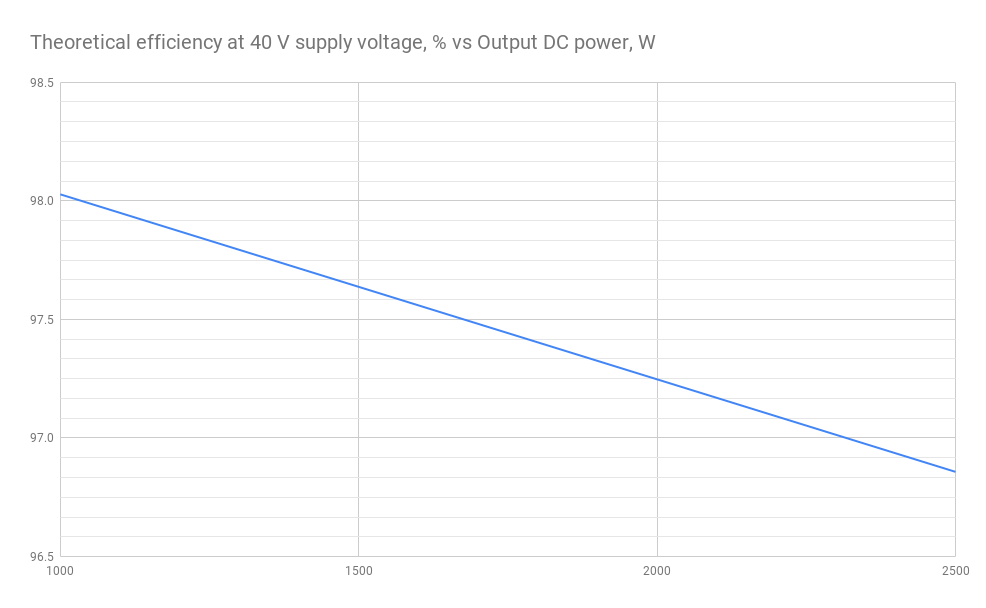 Theoretical efficiency at 40 V supply voltage, % vs Output DC power, W
98.5
98.0
97.5
97.0
96.5
1000 1500 2000 2500